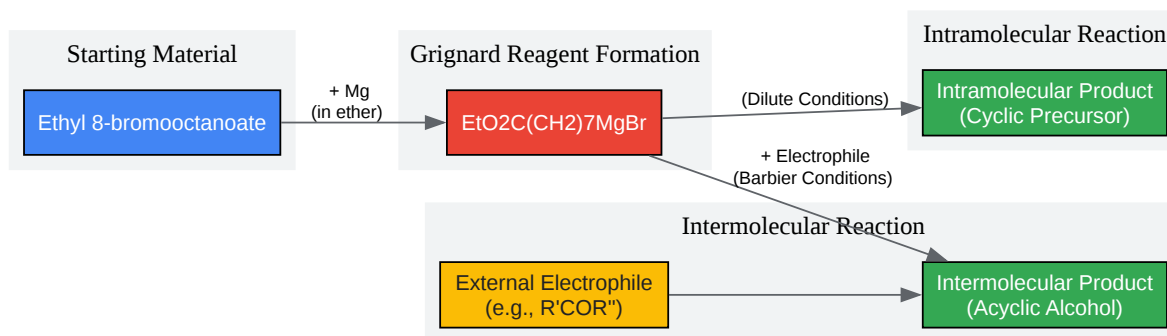 Starting Material
Ethyl 8-bromooctanoate
+ Mg
(in ether)
Grignard Reagent Formation
EtO2C(CH2)7MgBr
(Dilute Conditions)
Intramolecular Reaction
Intramolecular Product
(Cyclic Precursor)
+ Electrophile
(Barbier Conditions)
Intermolecular Reaction
External Electrophile
(e.g., R'COR")
Intermolecular Product
(Acyclic Alcohol)